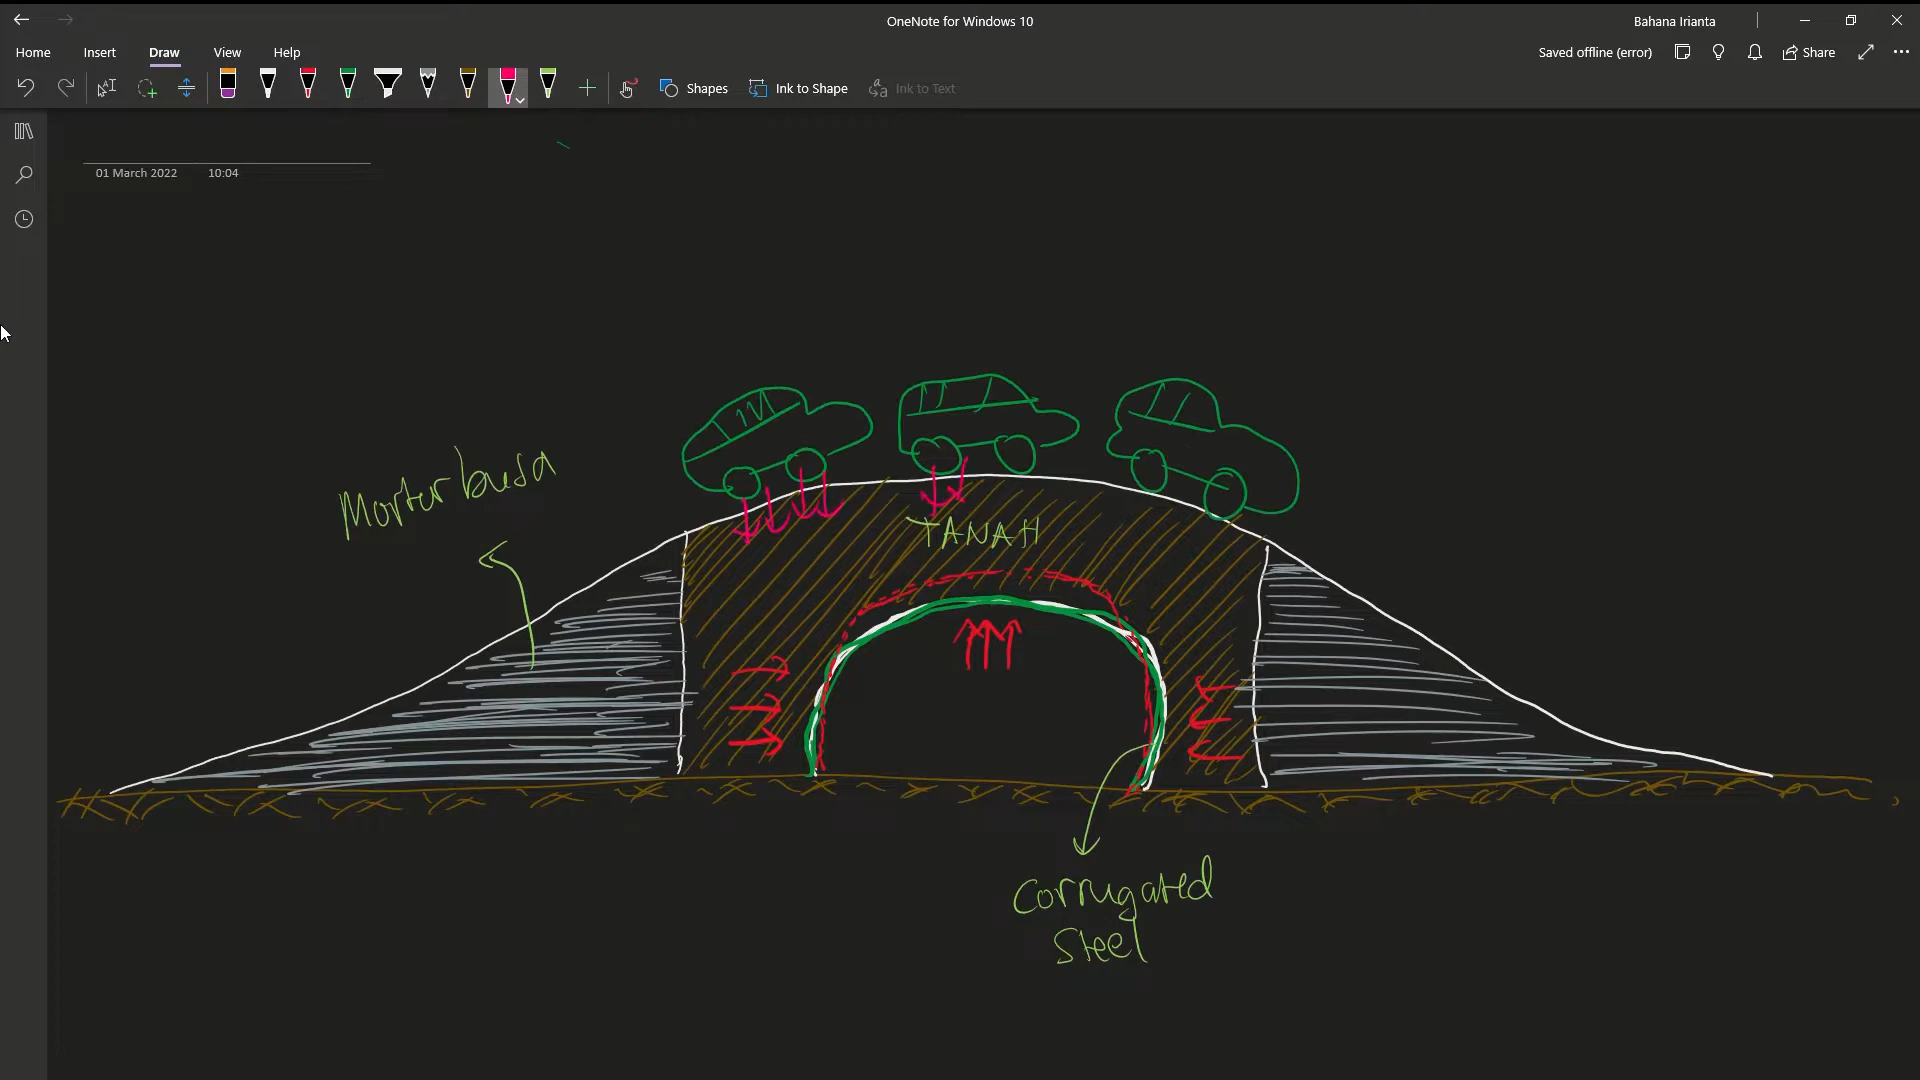 OneNote for Windows 10
Bahana Irianta
Home Insert Draw View Help
Saved offline (error)
Share
Shapes
Ink to Shape
Ink to Text
01 March 2022 10:04
Mortar busa
TANAH
Corrugated
Steel